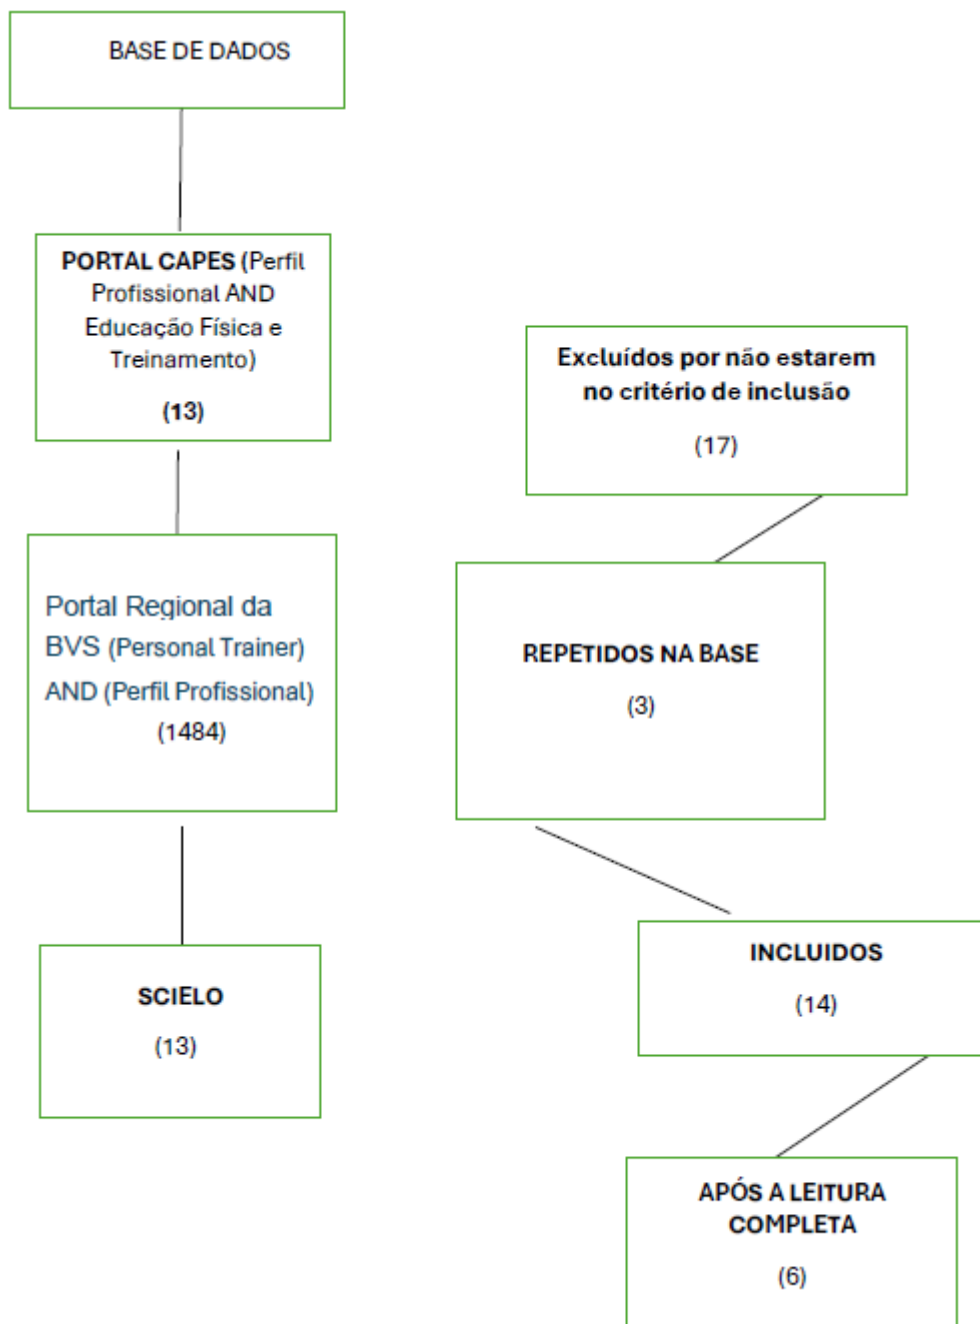 BASE DE DADOS
PORTAL CAPES (Perfil
Profissional AND
Educação Física e
Treinamento)
(13)
Portal Regional da
BVS (Personal Trainer)
AND (Perfil Profissional)
(1484)
SCIELO
(13)
Excluídos por não estarem
no critério de inclusão
(17)
REPETIDOS NA BASE
(3)
INCLUIDOS
(14)
APÓS A LEITURA
COMPLETA
(6)